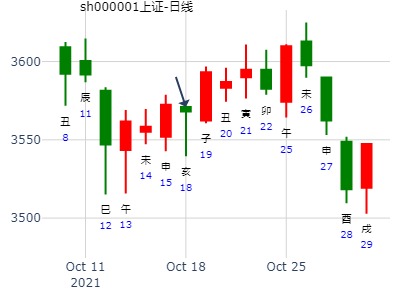 sh000001上证-日线
3600
3550
3500
丑
8
辰
11
巳
12
午
13
未
14
申
15
亥
18
子
19
丑
20
寅
21
卯
22
午
25
未
26
申
27
酉
28
戌
29
Oct 11
2021
Oct 18
Oct 25